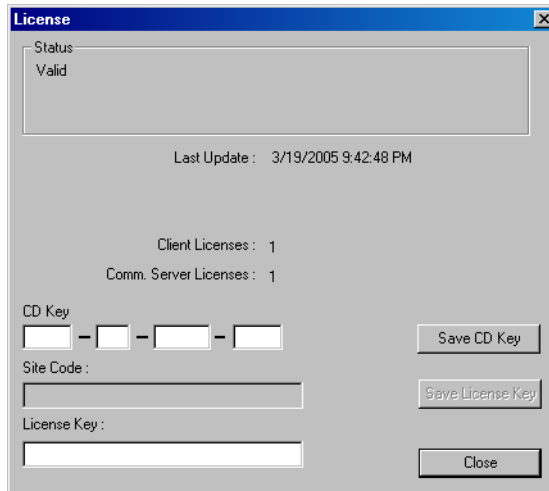 License
Status
Valid
Last Update : 3/19/2005 9:42:48 PM
Client Licenses : 1
Comm. Server Licenses : 1
CD Key
– – –
Save CD Key
Site Code :
Save License Key
License Key :
Close